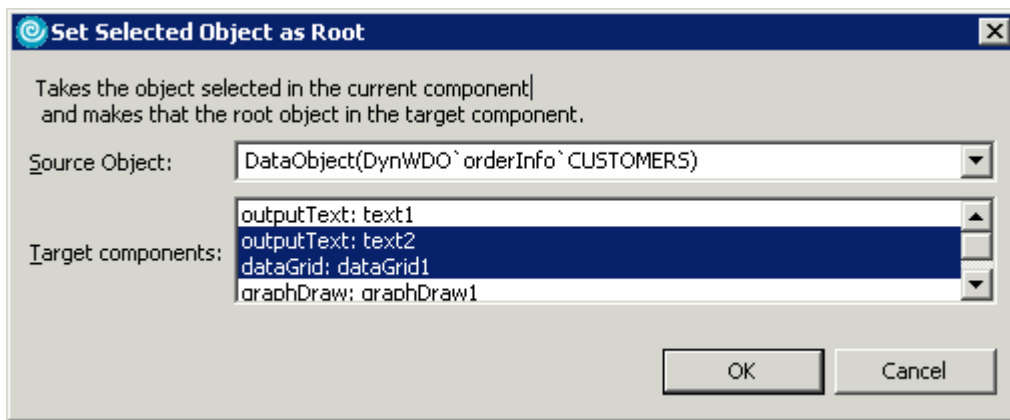 Set Selected Object as Root
Takes the object selected in the current component
and makes that the root object in the target component.
Source Object: DataObject(DynWDO`orderInfo`CUSTOMERS)
outputText: text1
Target components: outputText: text2
dataGrid: dataGrid1
graphDraw: graphDraw1
OK Cancel